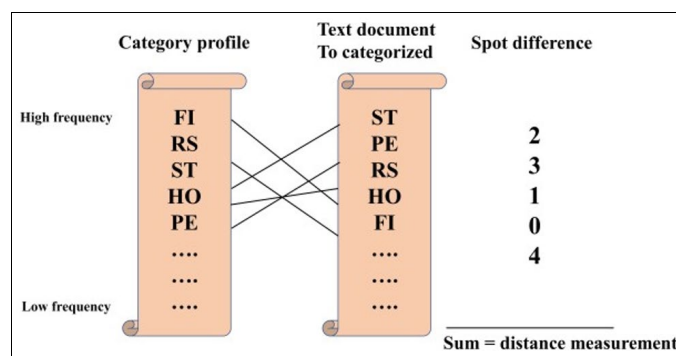 Category profile
Text document
To categorized
Spot difference
High frequency
FI
RS
ST
HO
PE
....
....
....
Low frequency
ST
PE
RS
HO
FI
....
....
....
2
3
1
0
4
Sum = distance measurement